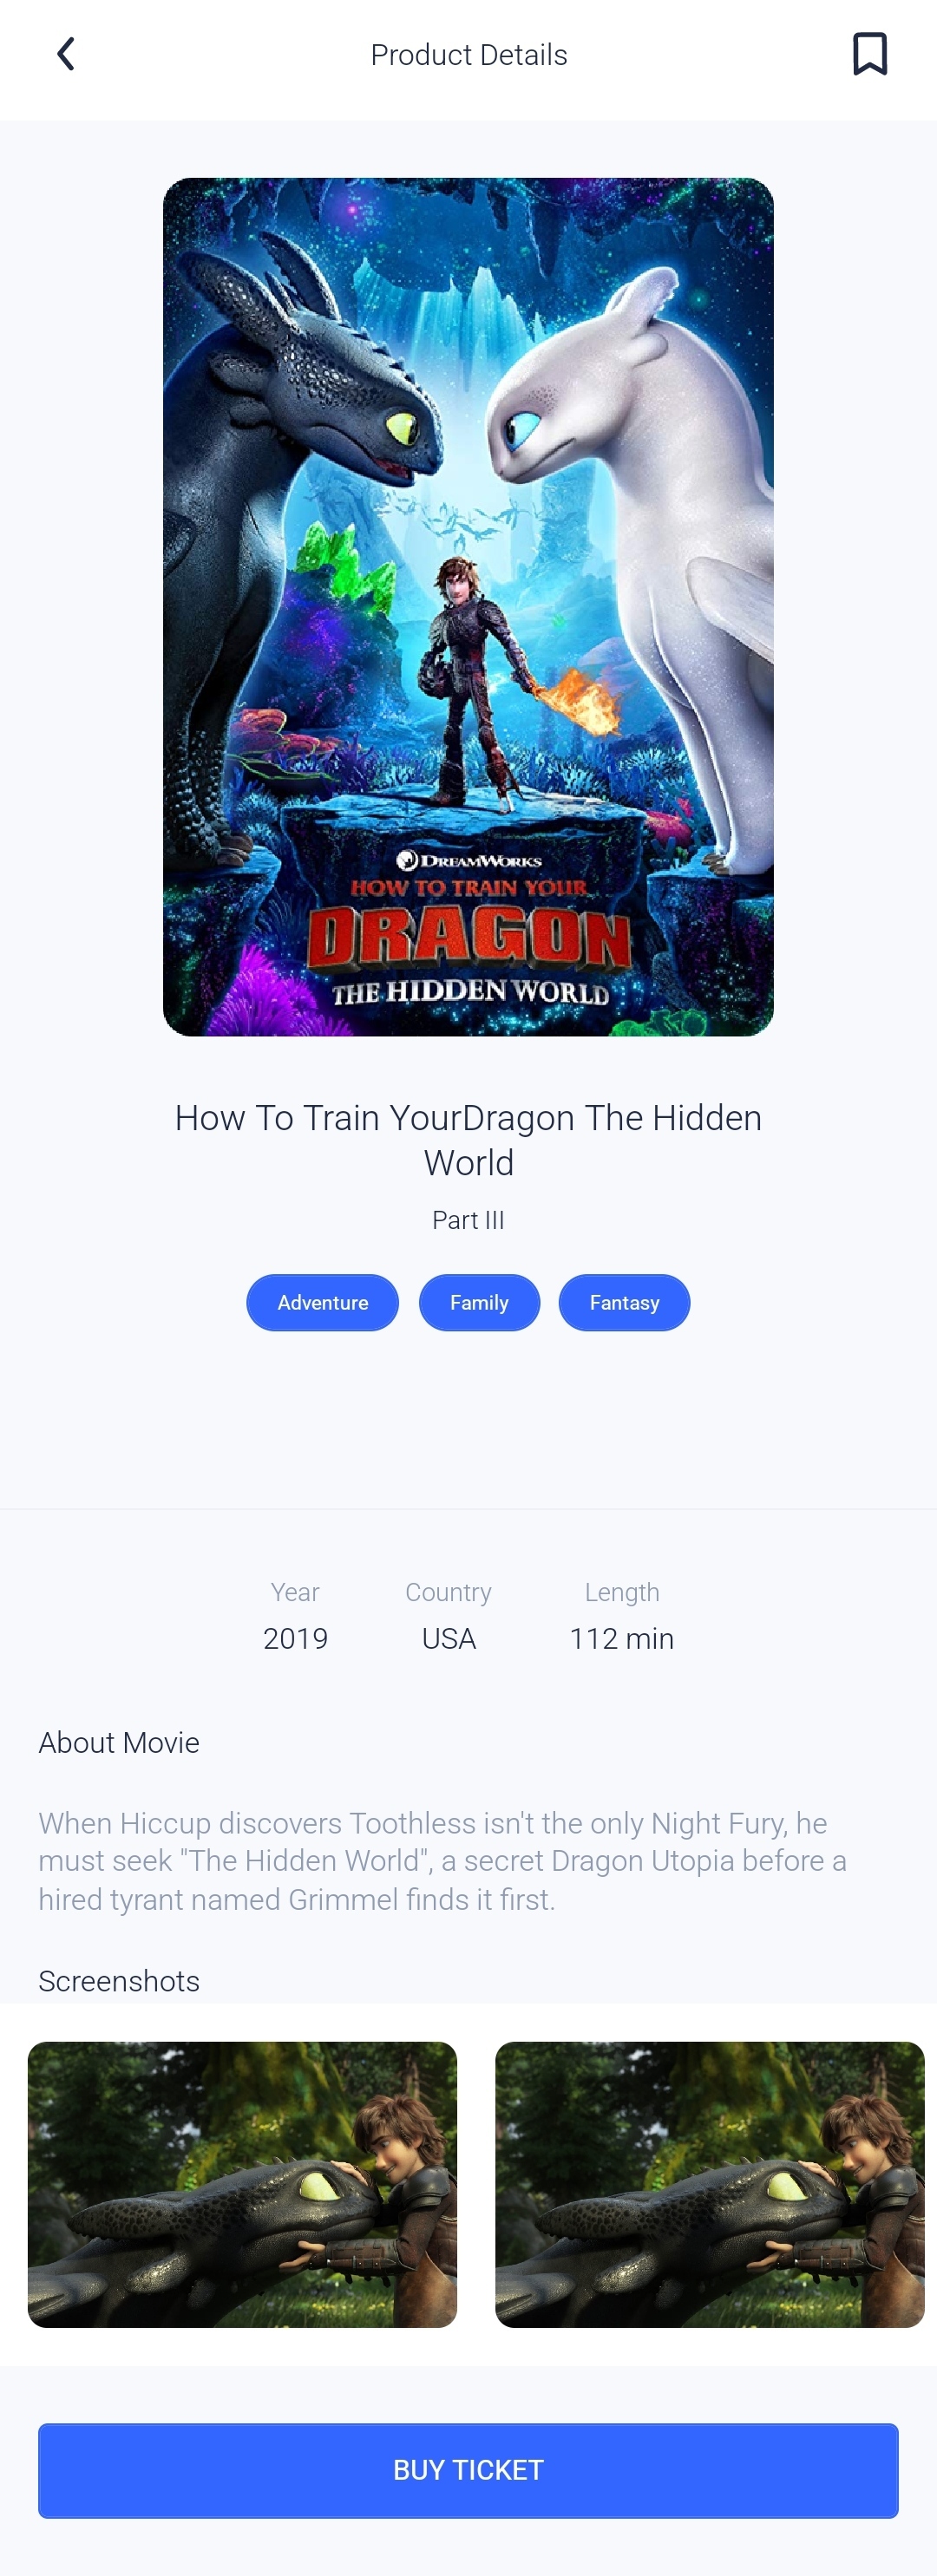 Product Details
DREAMWORKS
HOW TO TRAIN YOUR
DRAGON
THE HIDDEN WORLD
How To Train YourDragon The Hidden
World
Part III
Adventure Family Fantasy
Year Country Length
2019 USA 112 min
About Movie
When Hiccup discovers Toothless isn't the only Night Fury, he
must seek "The Hidden World", a secret Dragon Utopia before a
hired tyrant named Grimmel finds it first.
Screenshots
BUY TICKET